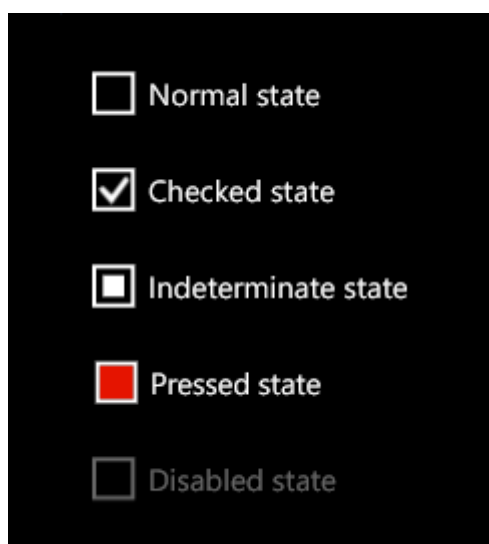 Normal state
Checked state
Indeterminate state
Pressed state
Disabled state